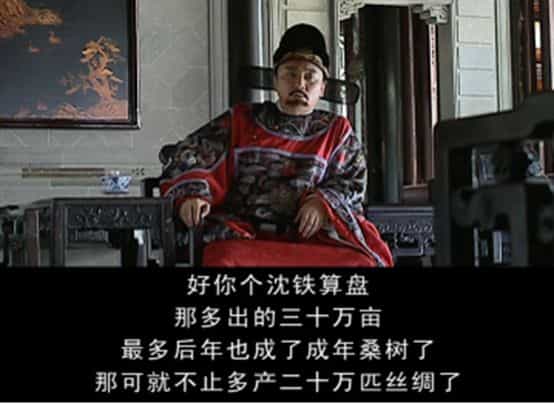 好你个沈铁算盘
那多出的三十万亩
最多后年也成了成年桑树了
那可就不止多产二十万匹丝绸了